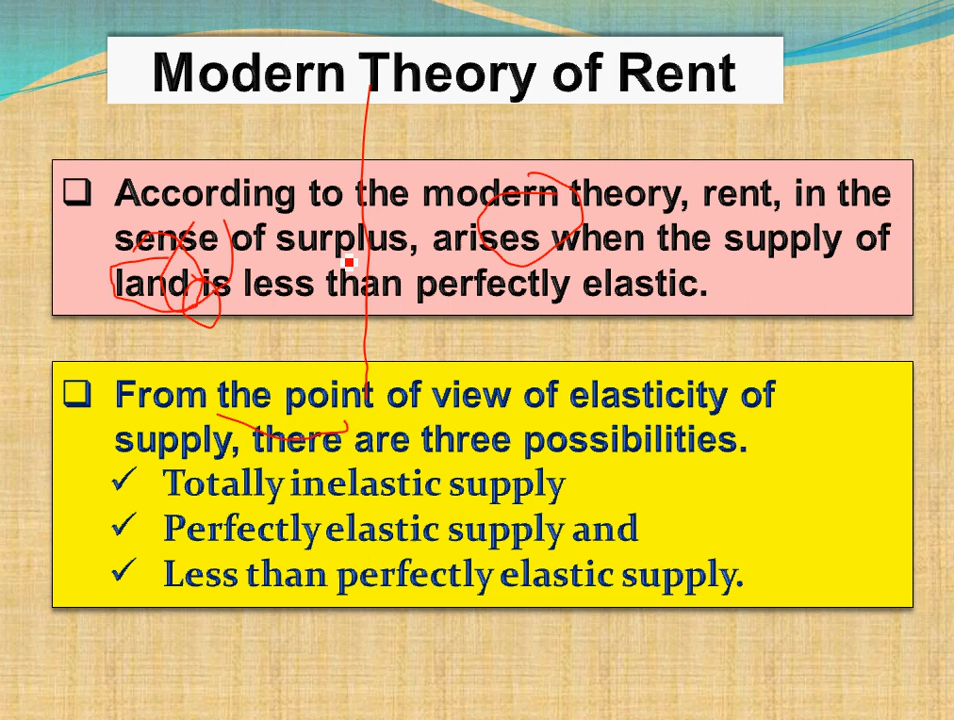 Modern Theory of Rent
According to the modern theory, rent, in the
sense of surplus, arises when the supply of
land is less than perfectly elastic.
From the point of view of elasticity of
supply, there are three possibilities.
Totally inelastic supply
Perfectly elastic supply and
Less than perfectly elastic supply.